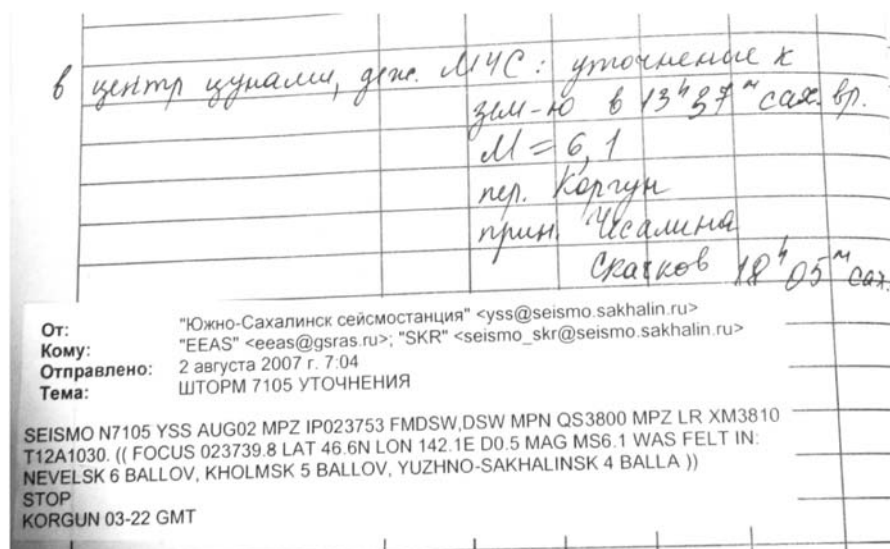 в центр цунами, деж. МЧС: уточнение к
зем-ю в 13ч37м сах. вр.
М = 6,1
пер. Коргун
прин. Чсалина
Скачков 18ч05м сах.
От: "Южно-Сахалинск сейсмостанция" <yss@seismo.sakhalin.ru>
Кому: "EEAS" <eeas@gsras.ru>; "SKR" <seismo_skr@seismo.sakhalin.ru>
Отправлено: 2 августа 2007 г. 7:04
Тема: ШТОРМ 7105 УТОЧНЕНИЯ
SEISMO N7105 YSS AUG02 MPZ IP023753 FMDSW,DSW MPN QS3800 MPZ LR XM3810
T12A1030. (( FOCUS 023739.8 LAT 46.6N LON 142.1E D0.5 MAG MS6.1 WAS FELT IN:
NEVELSK 6 BALLOV, KHOLMSK 5 BALLOV, YUZHNO-SAKHALINSK 4 BALLA ))
STOP
KORGUN 03-22 GMT